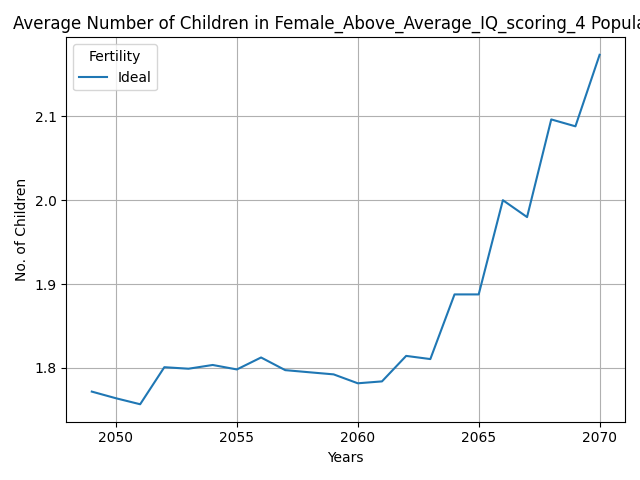 Average Number of Children in Female_Above_Average_IQ_scoring_4 Popula
Fertility
Ideal
2.1
2.0
1.9
1.8
No. of Children
2050 2055 2060 2065 2070
Years